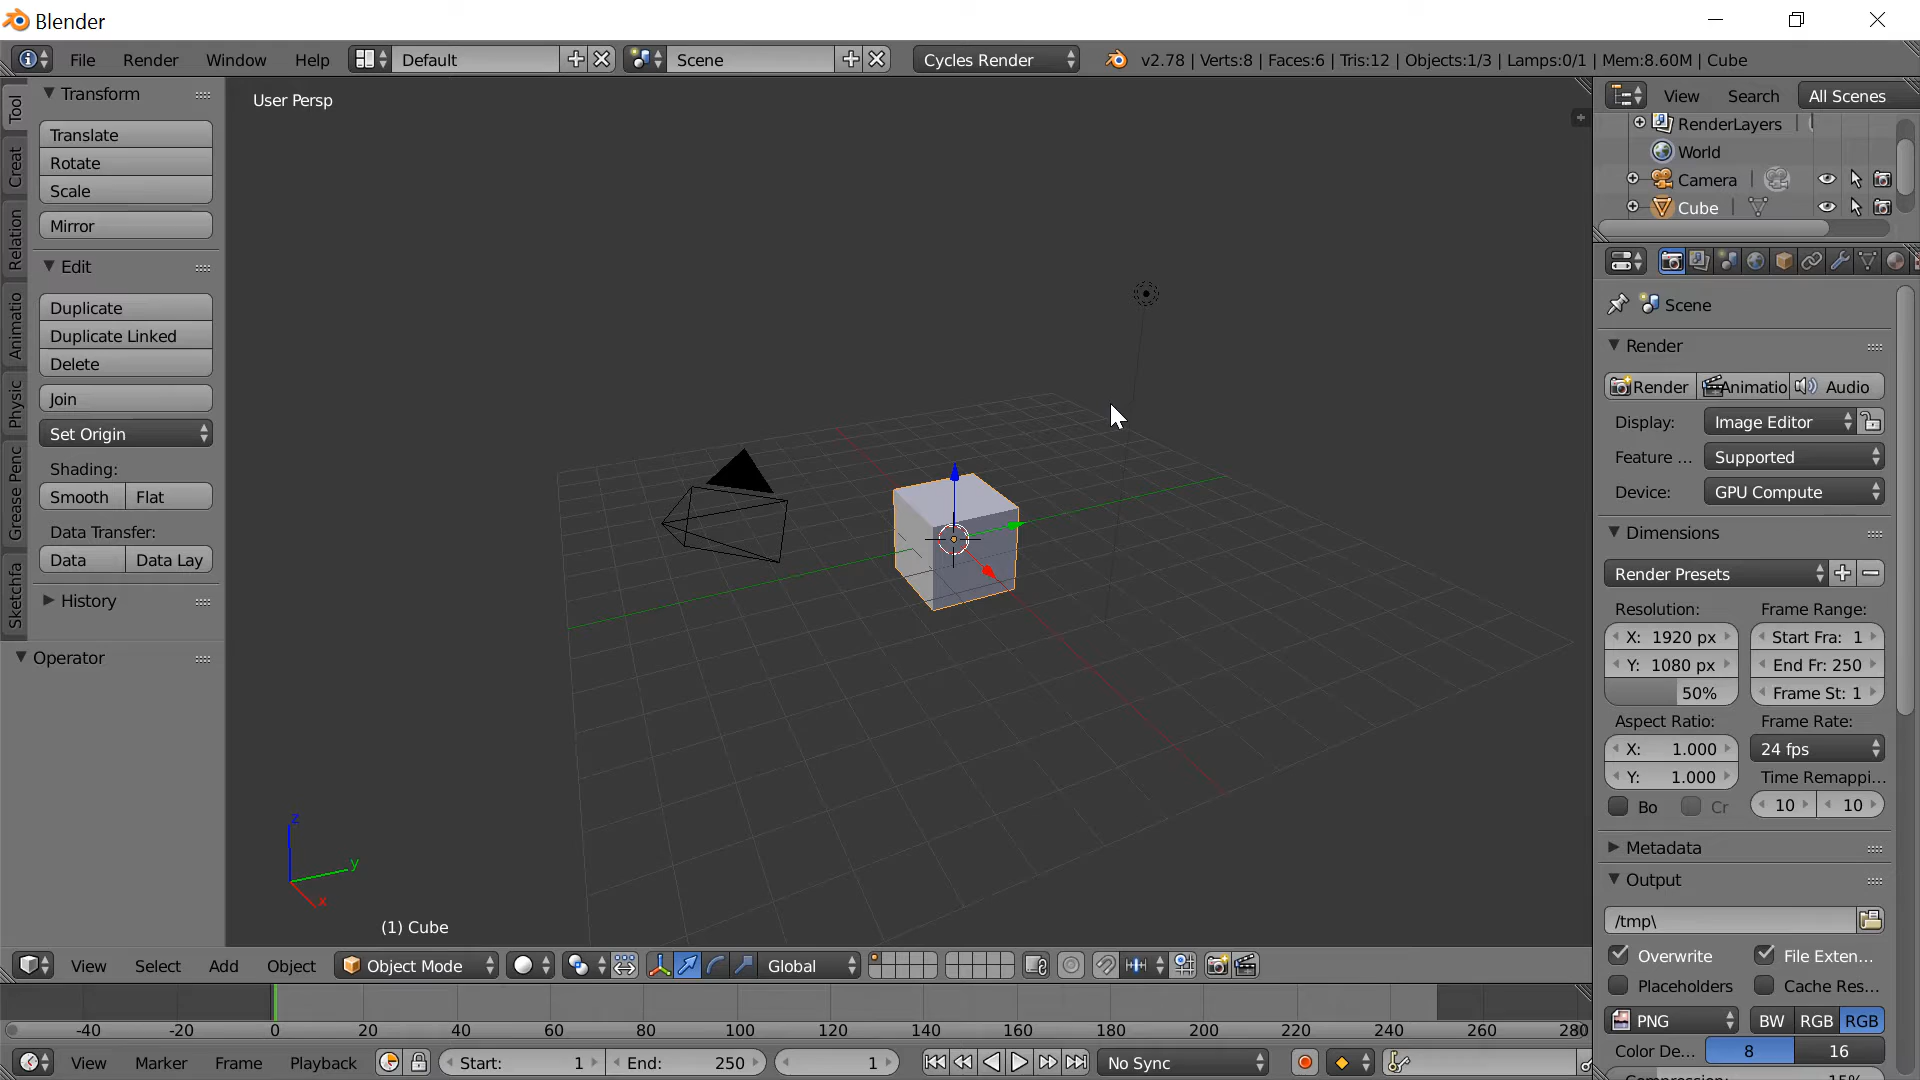 Blender
File Render Window Help Default Scene Cycles Render v2.78 | Verts:8 | Faces:6 | Tris:12 | Objects:1/3 | Lamps:0/1 | Mem:8.60M | Cube
Tool
Creat
Relation
Animatio
Physic
Grease Penc
Sketchfa
Transform
Translate
Rotate
Scale
Mirror
Edit
Duplicate
Duplicate Linked
Delete
Join
Set Origin
Shading:
Smooth Flat
Data Transfer:
Data Data Lay
History
Operator
User Persp
z
y
x
(1) Cube
View Select Add Object Object Mode Global
-40 -20 0 20 40 60 80 100 120 140 160 180 200 220 240 260 280
View Marker Frame Playback Start: 1 End: 250 1 No Sync
View Search All Scenes
RenderLayers
World
Camera
Cube
Scene
Render
Render Animatio Audio
Display: Image Editor
Feature ... Supported
Device: GPU Compute
Dimensions
Render Presets
Resolution: Frame Range:
X: 1920 px Start Fra: 1
Y: 1080 px End Fr: 250
50% Frame St: 1
Aspect Ratio: Frame Rate:
X: 1.000 24 fps
Y: 1.000 Time Remappi...
Bo Cr 10 10
Metadata
Output
/tmp\
Overwrite File Exten...
Placeholders Cache Res...
PNG BW RGB RGB
Color De... 8 16
Compression: 15%